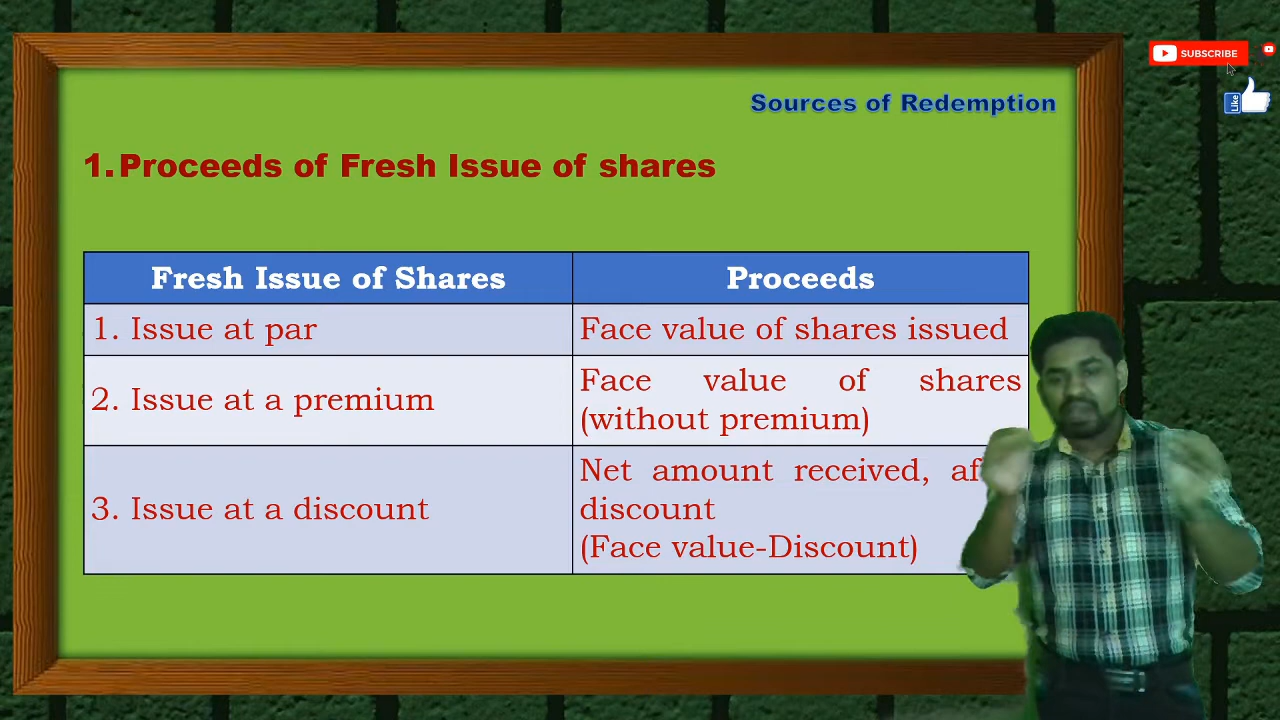 SUBSCRIBE
Like
Sources of Redemption
1. Proceeds of Fresh Issue of shares
Fresh Issue of Shares Proceeds
1. Issue at par Face value of shares issued
2. Issue at a premium Face value of shares
(without premium)
3. Issue at a discount Net amount received,
discount
(Face value-Discount)